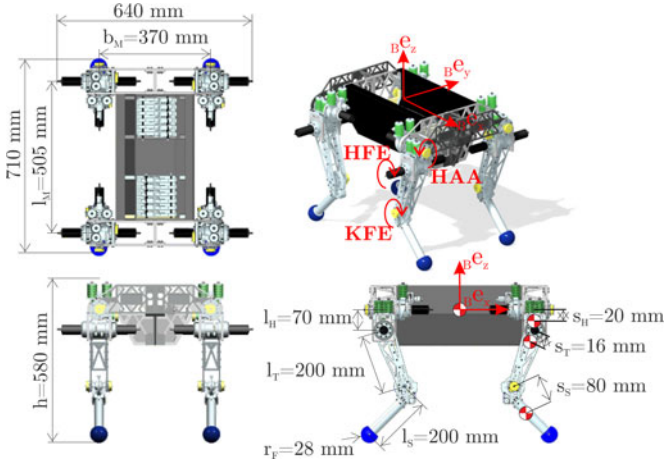 640 mm
b_M=370 mm
710 mm
l_M=505 mm
_Be_z
_Be_y
HFE
HAA
KFE
h=580 mm
_Be_z
_Be_x
l_H=70 mm
s_H=20 mm
s_T=16 mm
l_T=200 mm
s_S=80 mm
r_F=28 mm
l_S=200 mm